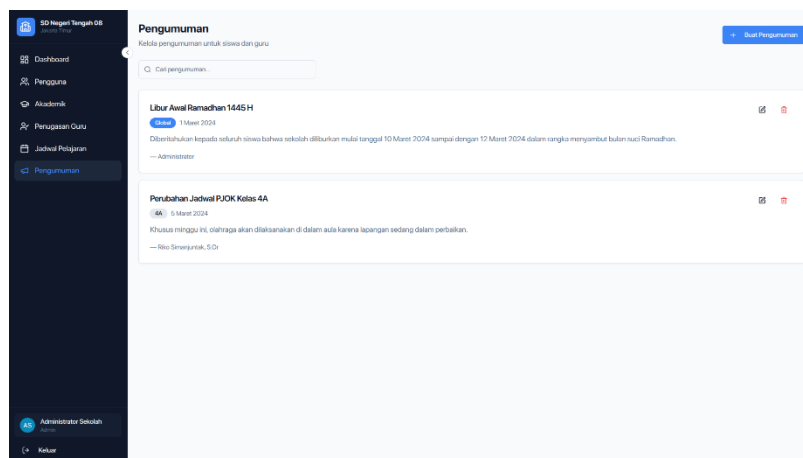 SD Negeri Tengah 08
Jakarta Timur
Dashboard
Pengguna
Akademik
Penugasan Guru
Jadwal Pelajaran
Pengumuman
AS
Administrator Sekolah
Admin
Keluar
Pengumuman
Kelola pengumuman untuk siswa dan guru
+ Buat Pengumuman
Cari pengumuman...
Libur Awal Ramadhan 1445 H
Global 1 Maret 2024
Diberitahukan kepada seluruh siswa bahwa sekolah diliburkan mulai tanggal 10 Maret 2024 sampai dengan 12 Maret 2024 dalam rangka menyambut bulan suci Ramadhan.
— Administrator
Perubahan Jadwal PJOK Kelas 4A
4A 5 Maret 2024
Khusus minggu ini, olahraga akan dilaksanakan di dalam aula karena lapangan sedang dalam perbaikan.
— Riko Simanjuntak, S.Or